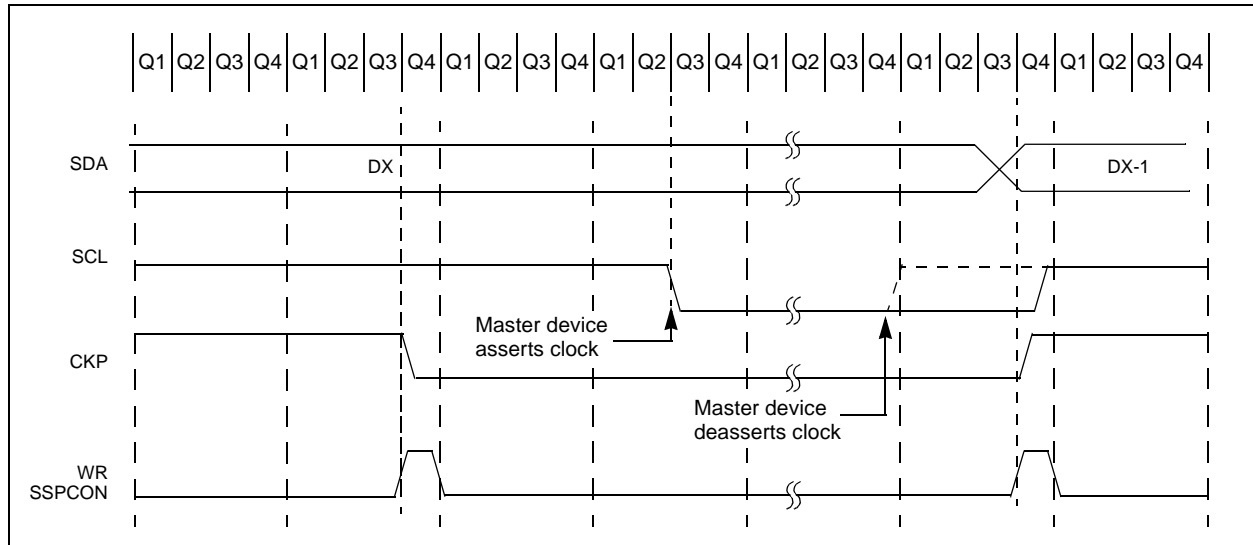 Q1 Q2 Q3 Q4 Q1 Q2 Q3 Q4 Q1 Q2 Q3 Q4 Q1 Q2 Q3 Q4 Q1 Q2 Q3 Q4 Q1 Q2 Q3 Q4 Q1 Q2 Q3 Q4
SDA
DX
DX-1
SCL
Master device
asserts clock
CKP
Master device
deasserts clock
WR
SSPCON